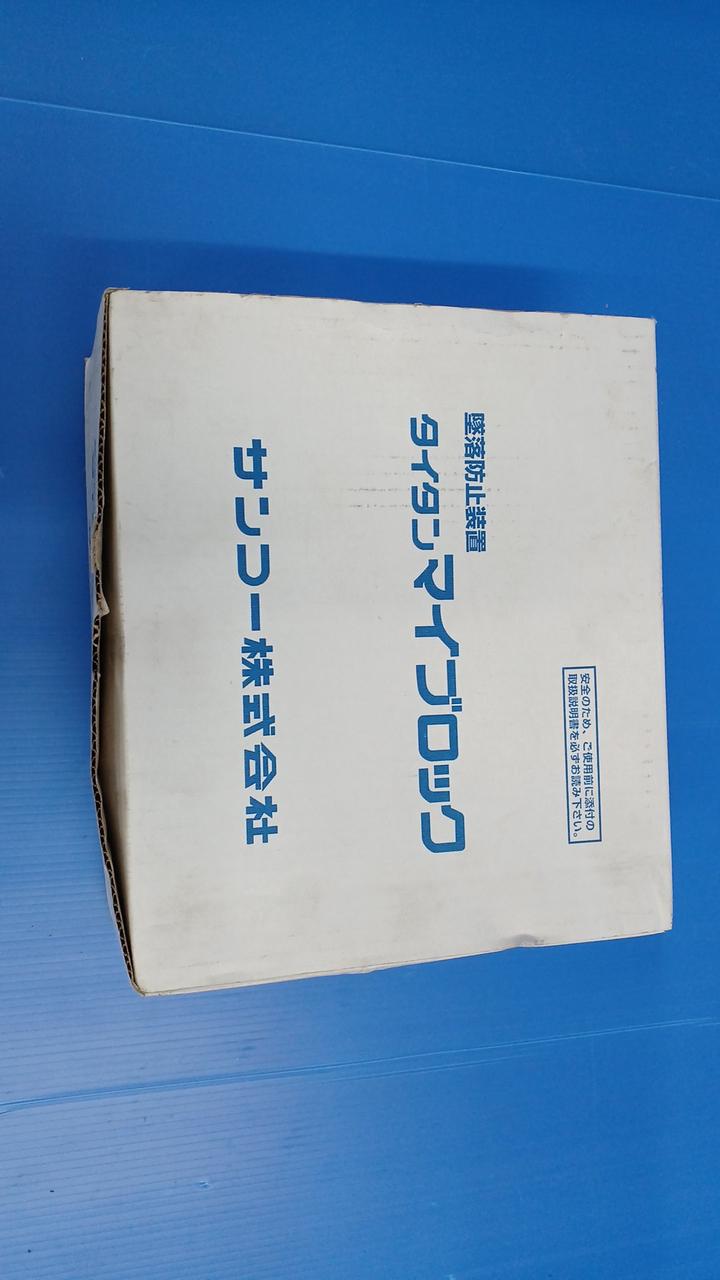 安全のため、ご使用前に添付の
取扱説明書を必ずお読み下さい。
墜落防止装置
タイタンマイブロック
サンコー株式会社